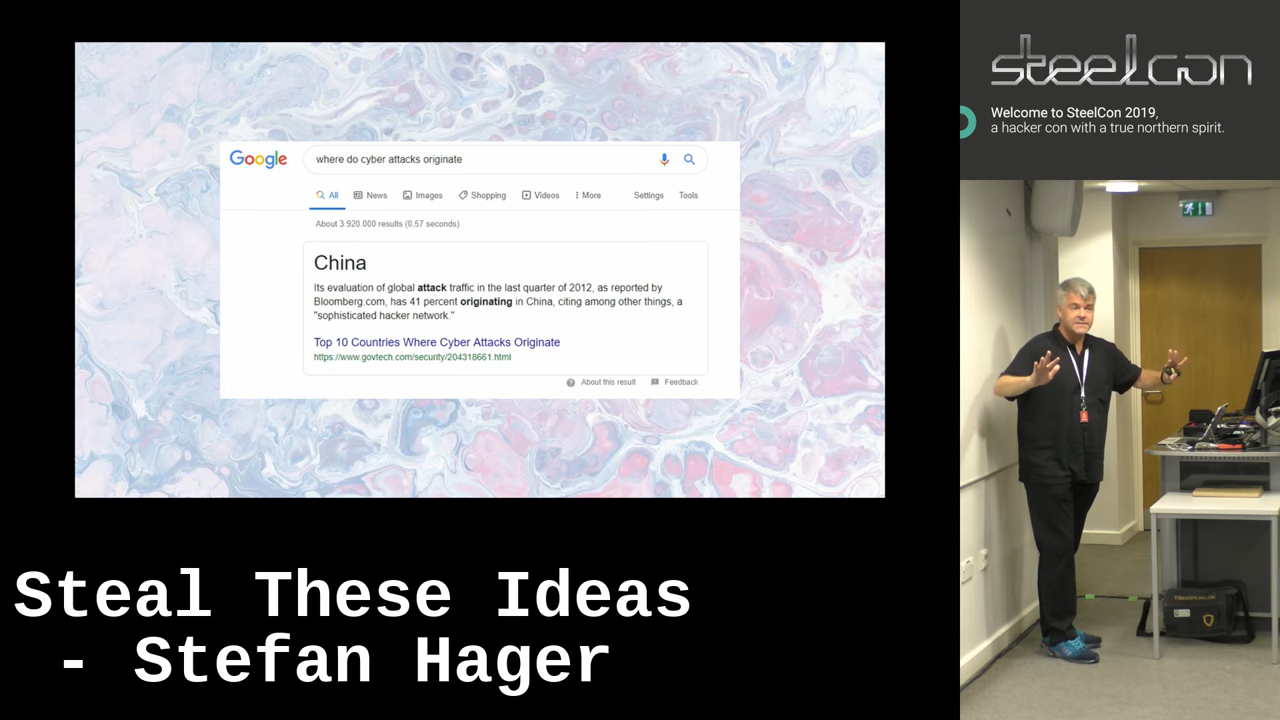 Google
where do cyber attacks originate
All
News
Images
Shopping
Videos
More
Settings
Tools
About 3.920.000 results (0,57 seconds)
China
Its evaluation of global attack traffic in the last quarter of 2012, as reported by
Bloomberg.com, has 41 percent originating in China, citing among other things, a
"sophisticated hacker network."
Top 10 Countries Where Cyber Attacks Originate
https://www.govtech.com/security/204318661.html
About this result
Feedback
Steal These Ideas
- Stefan Hager
steelcon
Welcome to SteelCon 2019,
a hacker con with a true northern spirit.